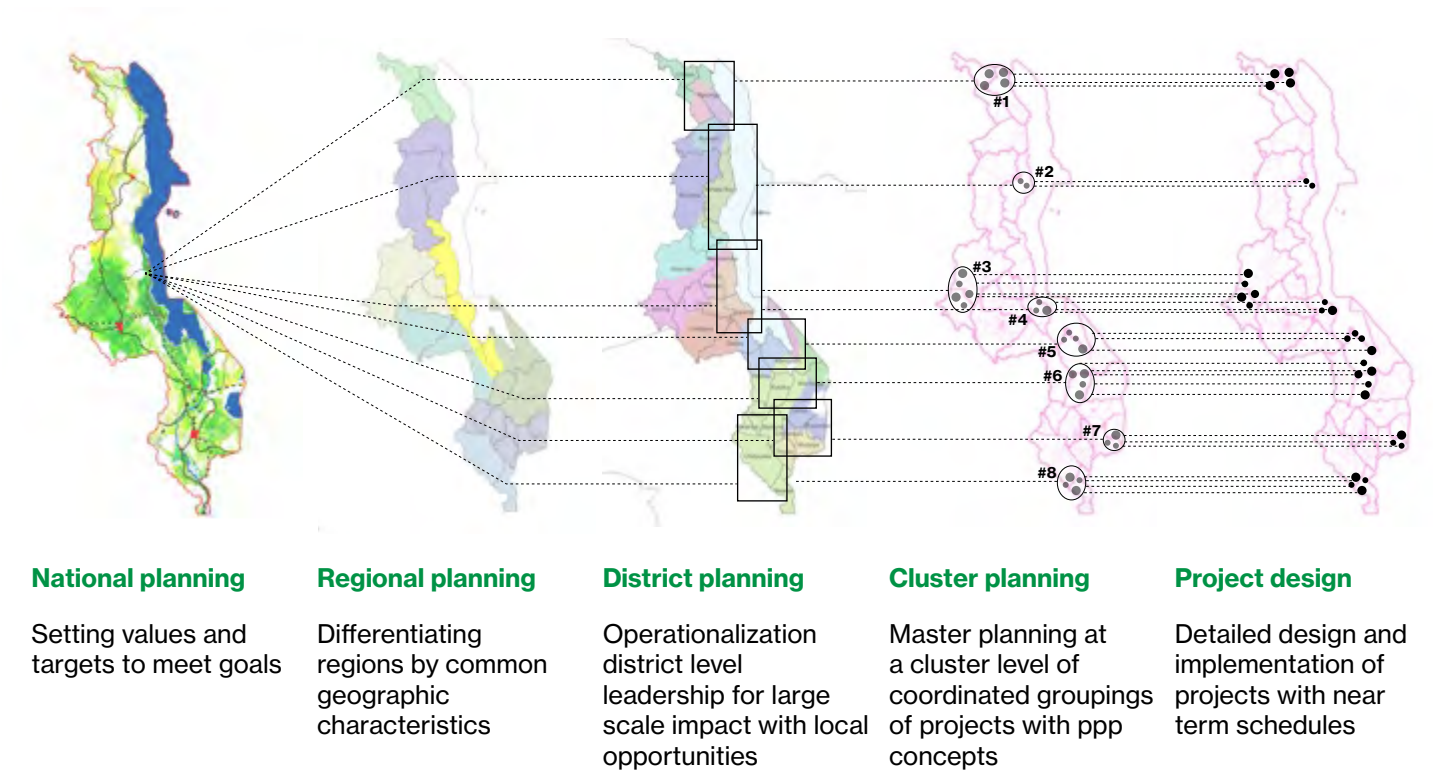 #1
#2
#3
#4
#5
#6
#7
#8
National planning
Setting values and
targets to meet goals
Regional planning
Differentiating
regions by common
geographic
characteristics
District planning
Operationalization
district level
leadership for large
scale impact with local
opportunities
Cluster planning
Master planning at
a cluster level of
coordinated groupings
of projects with ppp
concepts
Project design
Detailed design and
implementation of
projects with near
term schedules